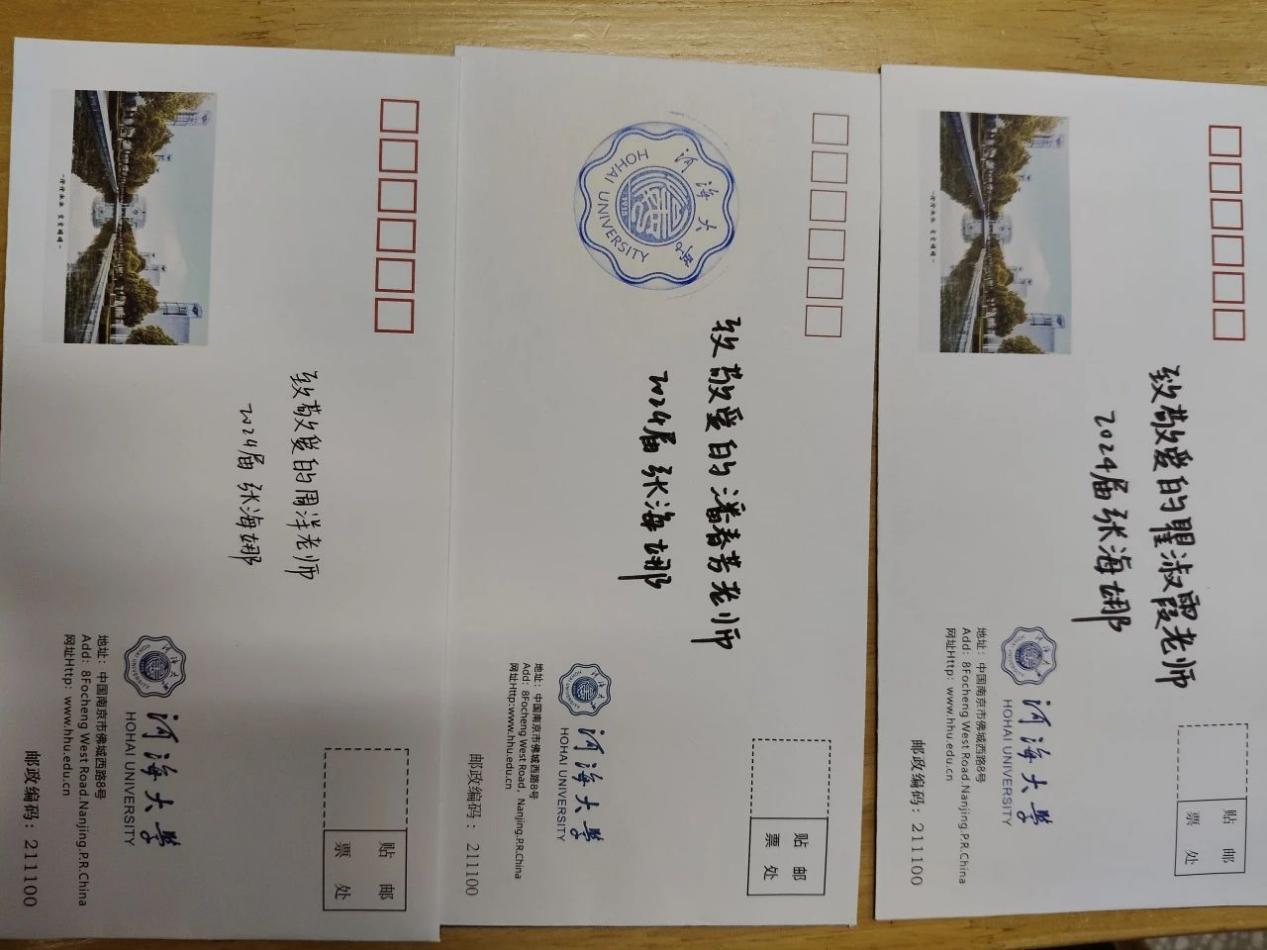 致敬爱的周洋老师
2024届 张海娜
河海大学
HOHAI UNIVERSITY
地址：中国南京市佛城西路8号
Add：8Focheng West Road.Nanjing.P.R.China
网址Http：www.hhu.edu.cn
邮政编码：211100
贴邮
票处
河海大学
HOHAI UNIVERSITY
1915
致敬爱的潘春芳老师
2024届 张海娜
河海大学
HOHAI UNIVERSITY
地址：中国南京市佛城西路8号
Add：8Focheng West Road，Nanjing.P.R.China
网址Http:www.hhu.edu.cn
邮政编码：211100
贴邮
票处
致敬爱的瞿淑霞老师
2024届 张海娜
河海大学
HOHAI UNIVERSITY
地址：中国南京市佛城西路8号
Add：8Focheng West Road.Nanjing.P.R.China
网址Http：www.hhu.edu.cn
邮政编码：211100
贴邮
票处